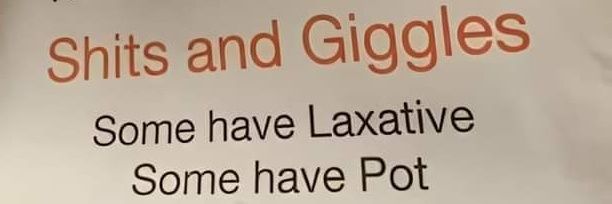 Shits and Giggles
Some have Laxative
Some have Pot